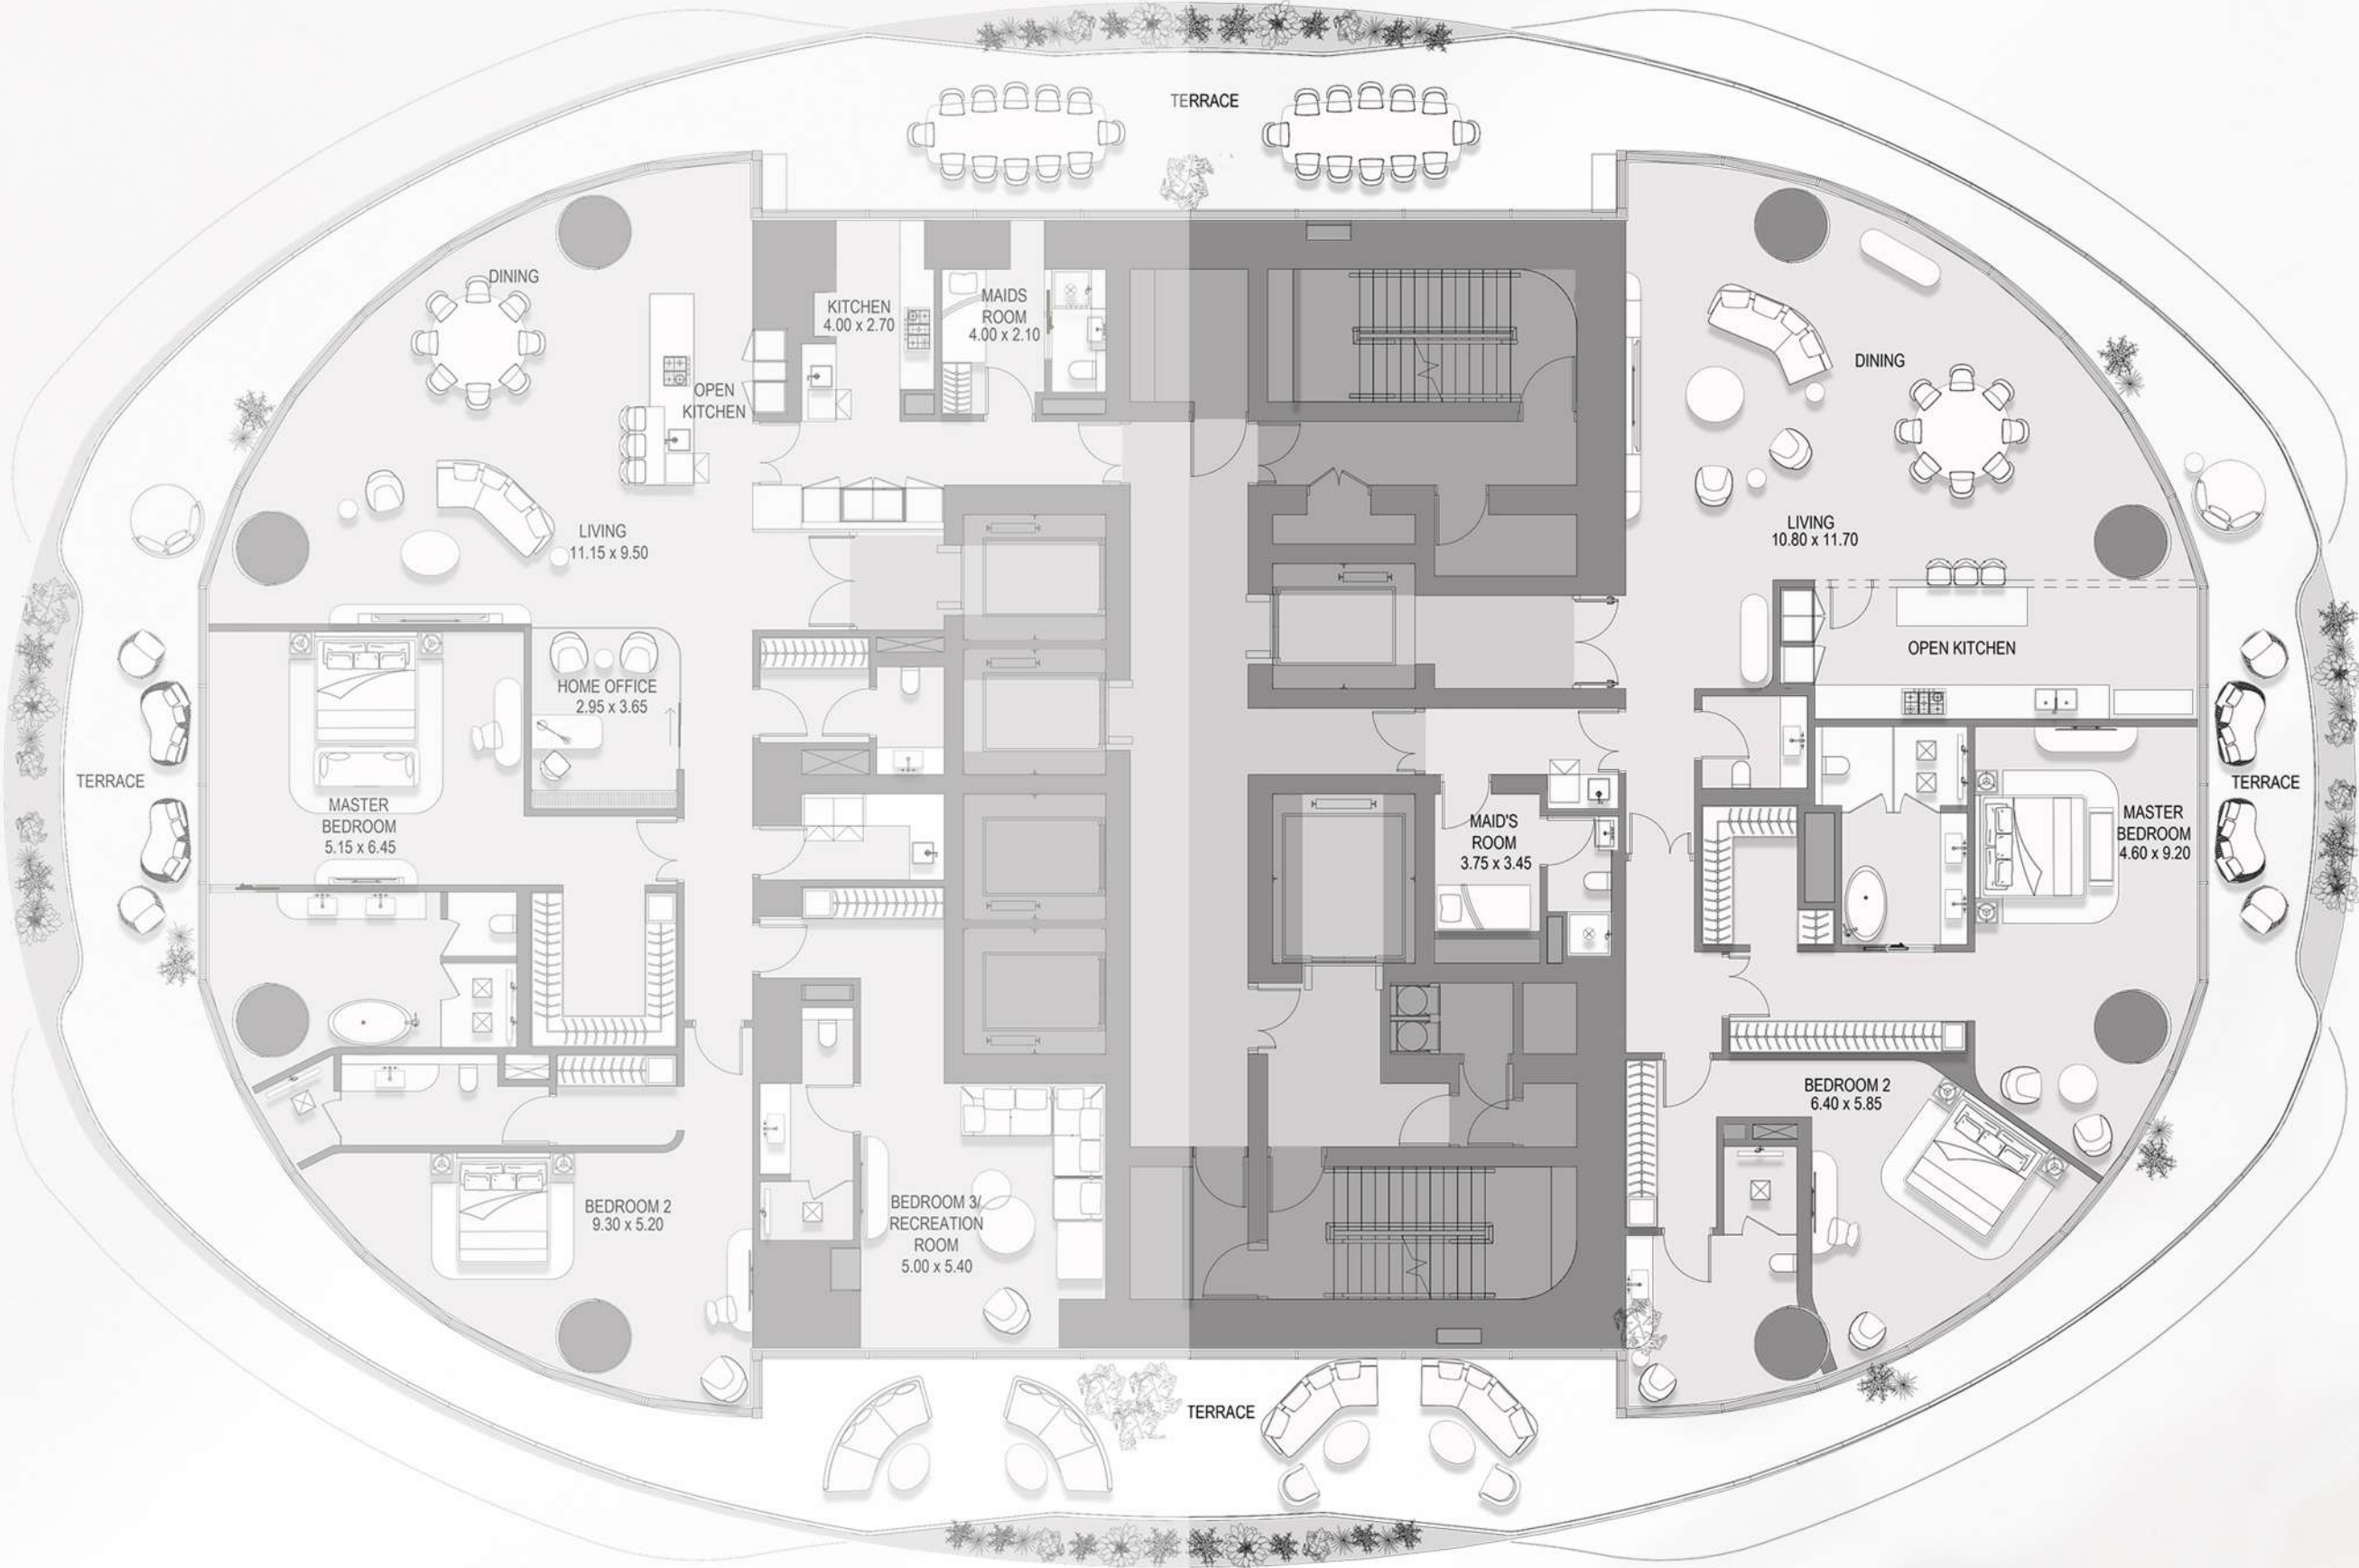 TERRACE
DINING
KITCHEN
4.00 x 2.70
MAIDS
ROOM
4.00 x 2.10
OPEN
KITCHEN
LIVING
11.15 x 9.50
HOME OFFICE
2.95 x 3.65
TERRACE
MASTER
BEDROOM
5.15 x 6.45
BEDROOM 2
9.30 x 5.20
BEDROOM 3/
RECREATION
ROOM
5.00 x 5.40
DINING
LIVING
10.80 x 11.70
OPEN KITCHEN
MAID'S
ROOM
3.75 x 3.45
MASTER
BEDROOM
4.60 x 9.20
TERRACE
BEDROOM 2
6.40 x 5.85
TERRACE